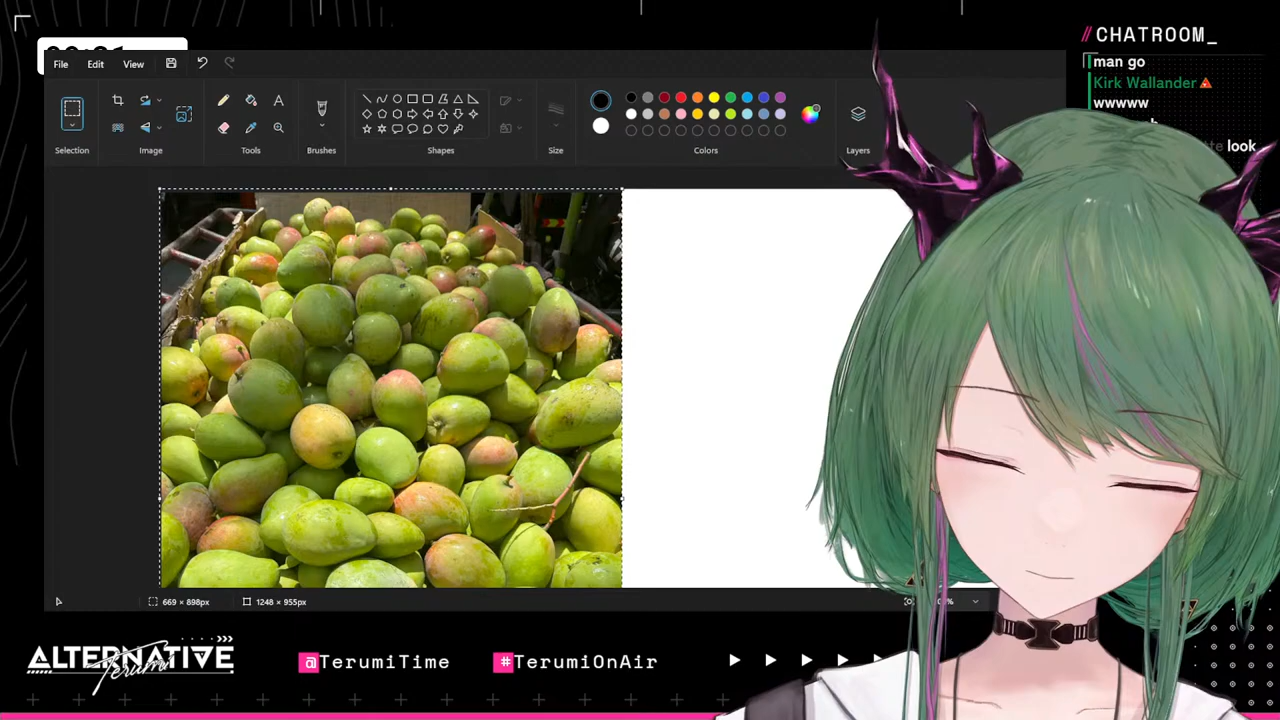 //CHATROOM_
man go
Kirk Wallander
wwwww
look
File Edit View
Selection Image Tools Brushes Shapes Size Colors Layers
669 × 898px 1248 × 955px
ALTERNATIVE
Terumi
@TerumiTime #TerumiOnAir